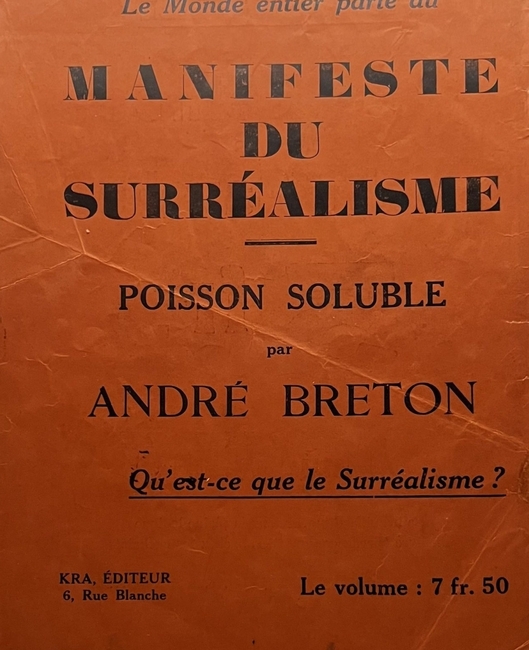 Le Monde entier parle du
MANIFESTE
DU
SURRÉALISME
POISSON SOLUBLE
par
ANDRÉ BRETON
Qu'est-ce que le Surréalisme ?
KRA, ÉDITEUR
6, Rue Blanche
Le volume : 7 fr. 50